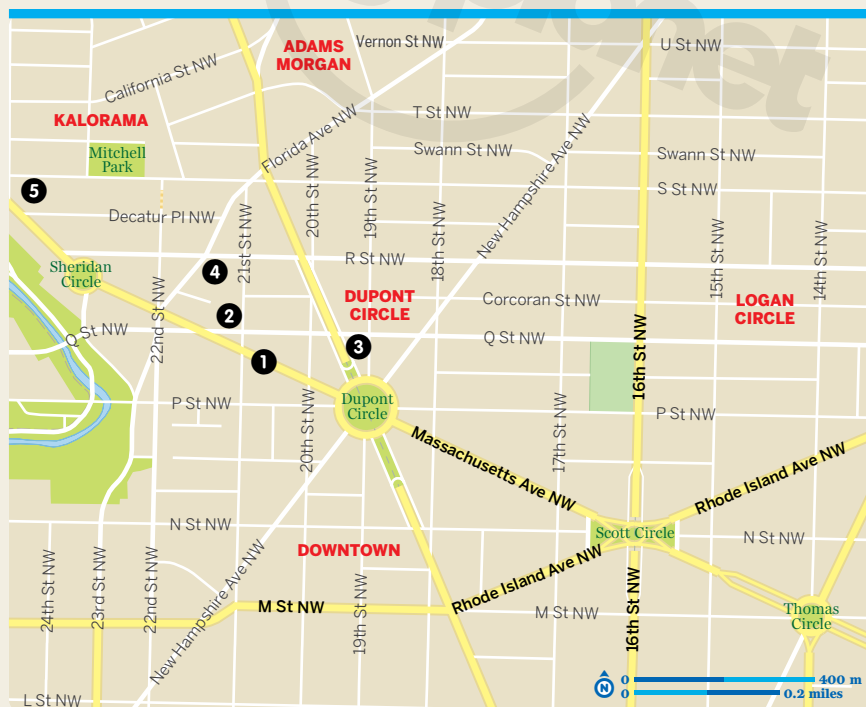 planet
ADAMS
MORGAN
Vernon St NW
U St NW
California St NW
KALORAMA
T St NW
Mitchell
Park
Florida Ave NW
Swann St NW
Swann St NW
New Hampshire Ave NW
S St NW
5
Decatur Pl NW
21st St NW
20th St NW
19th St NW
18th St NW
15th St NW
14th St NW
R St NW
Sheridan
Circle
4
22nd St NW
DUPONT
CIRCLE
Corcoran St NW
LOGAN
CIRCLE
2
Q St NW
Q St NW
3
1
16th St NW
Dupont
Circle
P St NW
P St NW
20th St NW
17th St NW
Massachusetts Ave NW
Rhode Island Ave NW
N St NW
Scott Circle
N St NW
DOWNTOWN
New Hampshire Ave NW
Rhode Island Ave NW
24th St NW
23rd St NW
22nd St NW
M St NW
19th St NW
M St NW
16th St NW
Thomas
Circle
L St NW
N
0 400 m
0 0.2 miles